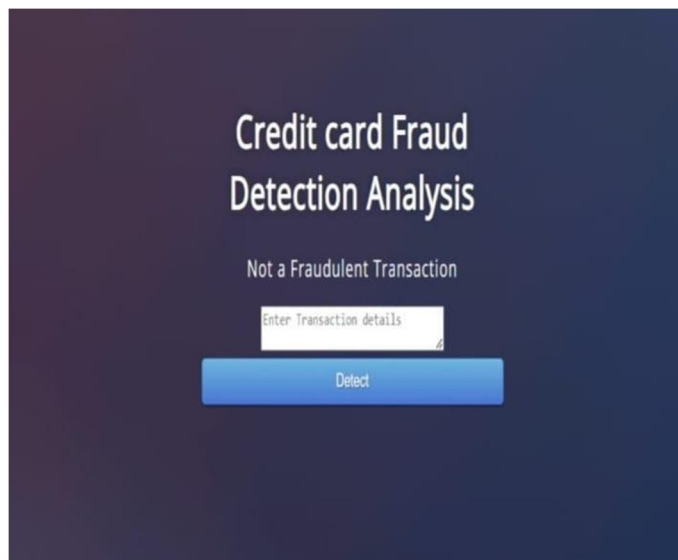 Credit card Fraud
Detection Analysis
Not a Fraudulent Transaction
Enter Transaction details
Detect